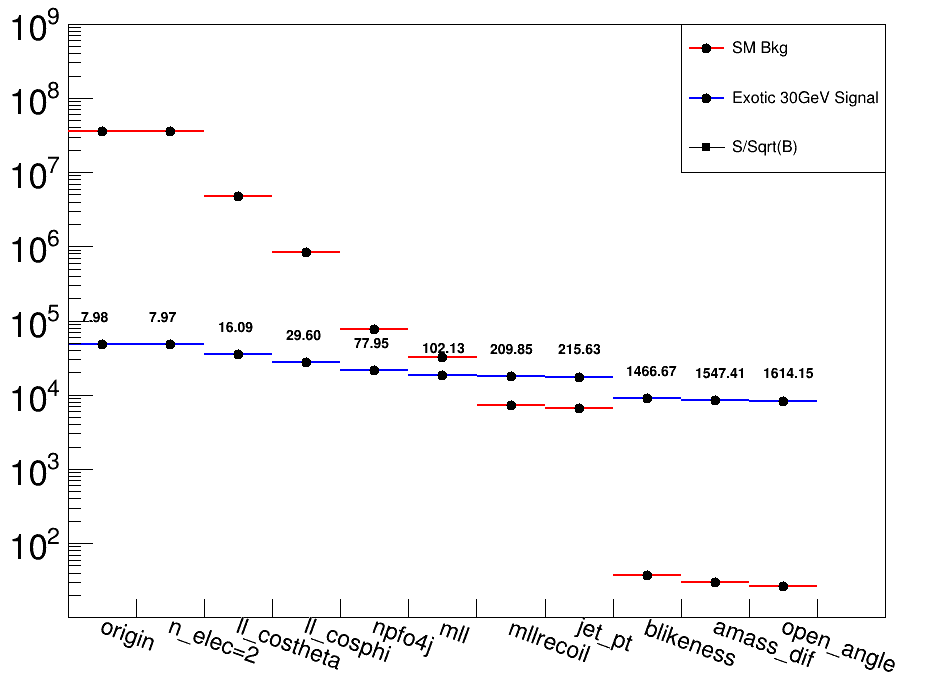 10^9
10^8
10^7
10^6
10^5
10^4
10^3
10^2
SM Bkg
Exotic 30GeV Signal
S/Sqrt(B)
7.98
7.97
16.09
29.60
77.95
102.13
209.85
215.63
1466.67
1547.41
1614.15
origin
n_elec=2
ll_costheta
ll_cosphi
npfo4j
mll
mllrecoil
jet_pt
blikeness
amass_dif
open_angle